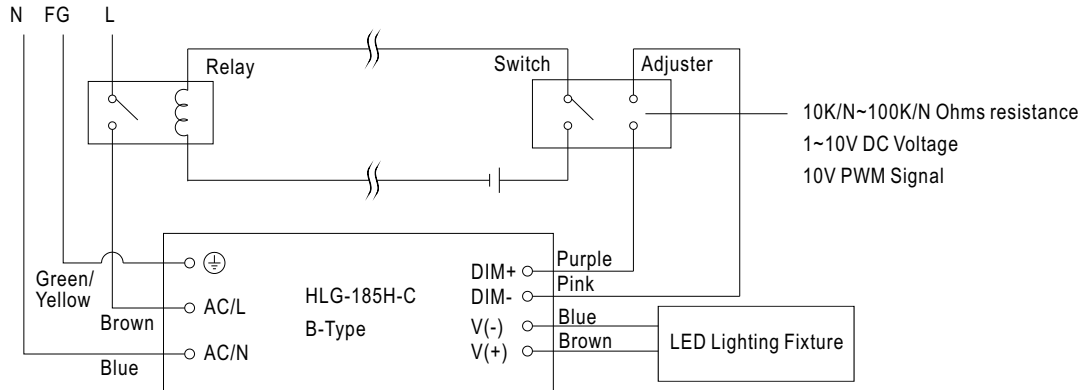 N FG L
Relay
Switch
Adjuster
10K/N~100K/N Ohms resistance
1~10V DC Voltage
10V PWM Signal
Green/
Yellow
Brown
Blue
AC/L
AC/N
HLG-185H-C
B-Type
DIM+
DIM-
V(-)
V(+)
Purple
Pink
Blue
Brown
LED Lighting Fixture